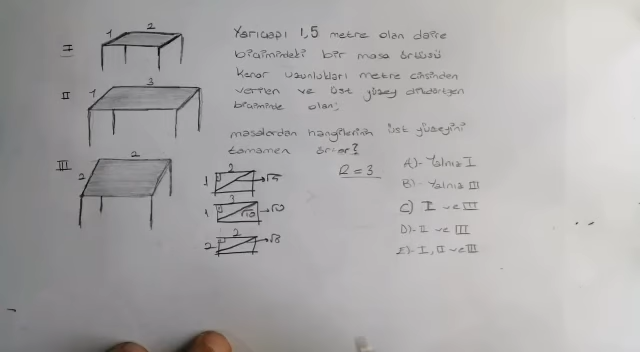 Yarıçapı 1,5 metre olan daire
biçimindeki bir masa örtüsü
Kenar uzunlukları metre cinsinden
verilen ve üst yüzey dikdörtgen
biçiminde olan;
masalardan hangilerinin üst yüzeyini
tamamen örter?
I
1 2
II
1 3
III
2 2
2
1 √5
3
1 √10 √10
2
2 √8
R = 3
A)- Yalnız I
B)- Yalnız III
C) I ve III
D)- II ve III
E)- I, II ve III